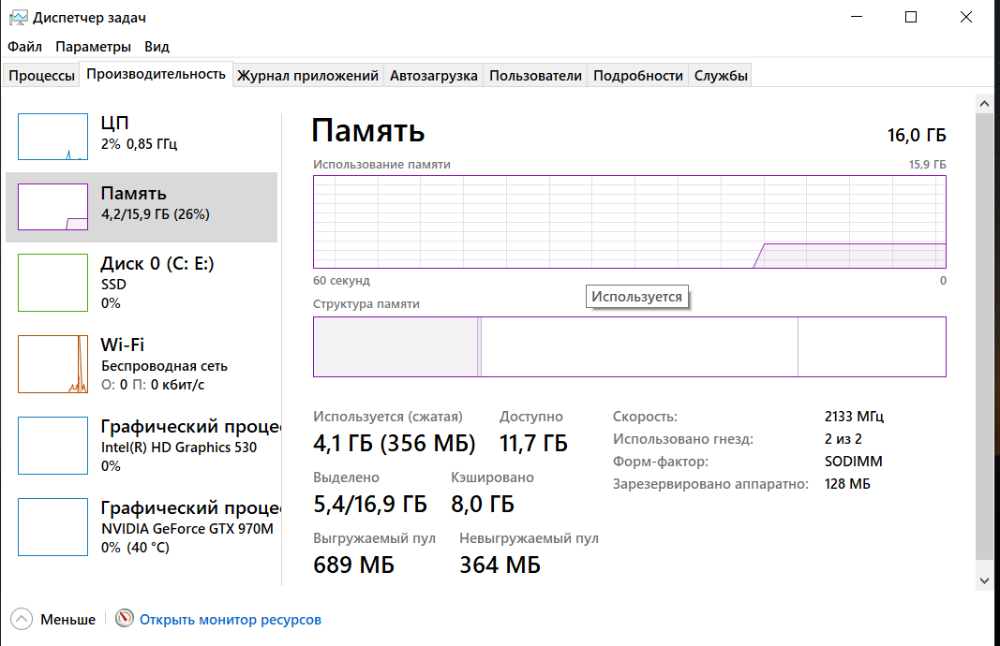 Диспетчер задач
Файл Параметры Вид
Процессы Производительность Журнал приложений Автозагрузка Пользователи Подробности Службы
ЦП
2% 0,85 ГГц
Память
4,2/15,9 ГБ (26%)
Диск 0 (C: E:)
SSD
0%
Wi-Fi
Беспроводная сеть
О: 0 П: 0 кбит/с
Графический проце
Intel(R) HD Graphics 530
0%
Графический проце
NVIDIA GeForce GTX 970M
0% (40 °C)
Память 16,0 ГБ
Использование памяти 15,9 ГБ
60 секунд 0
Используется
Структура памяти
Используется (сжатая) Доступно
4,1 ГБ (356 МБ) 11,7 ГБ
Выделено Кэшировано
5,4/16,9 ГБ 8,0 ГБ
Выгружаемый пул Невыгружаемый пул
689 МБ 364 МБ
Скорость: 2133 МГц
Использовано гнезд: 2 из 2
Форм-фактор: SODIMM
Зарезервировано аппаратно: 128 МБ
Меньше Открыть монитор ресурсов